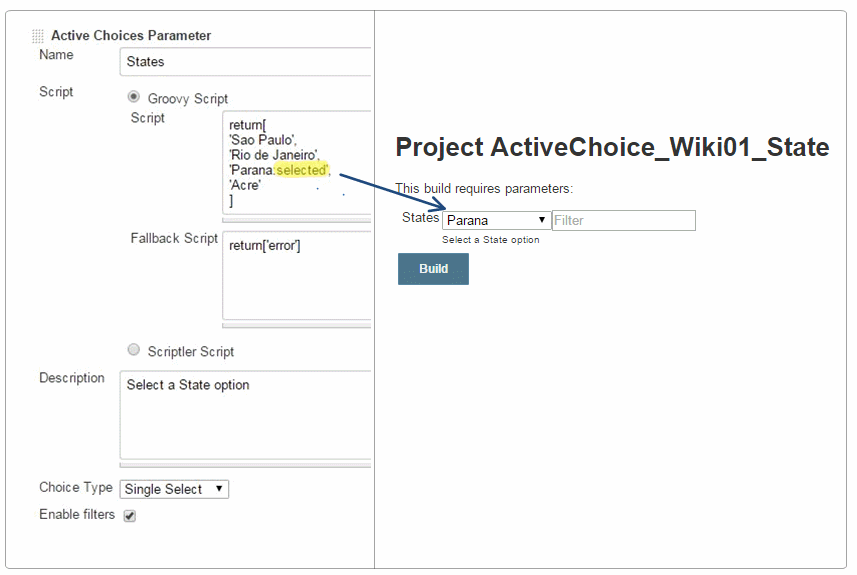 Active Choices Parameter
Name
States
Script
Groovy Script
Script
return[
'Sao Paulo',
'Rio de Janeiro',
'Parana:selected',
'Acre'
]
Fallback Script
return['error']
Scriptler Script
Description
Select a State option
Choice Type
Single Select
Enable filters
Project ActiveChoice_Wiki01_State
This build requires parameters:
States
Parana
Filter
Select a State option
Build